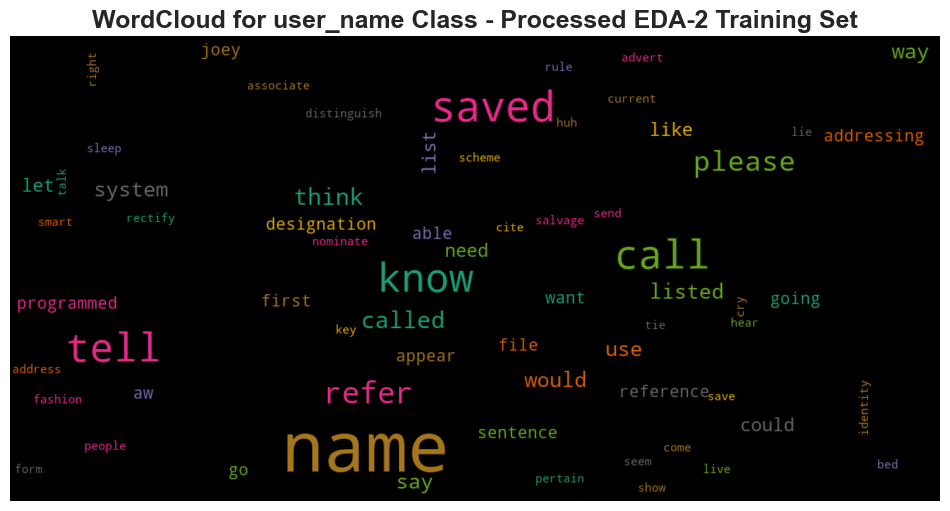 WordCloud for user_name Class - Processed EDA-2 Training Set
joey
way
right
rule
advert
associate
current
saved
distinguish
huh
like
lie
addressing
list
sleep
scheme
please
let
talk
system
think
smart
rectify
designation
salvage
send
nominate
able
cite
need
call
know
programmed
first
want
listed
cry
going
called
key
tie
hear
tell
appear
file
use
address
would
fashion
aw
refer
reference
save
identity
could
name
sentence
people
come
form
go
say
pertain
seem
live
bed
show